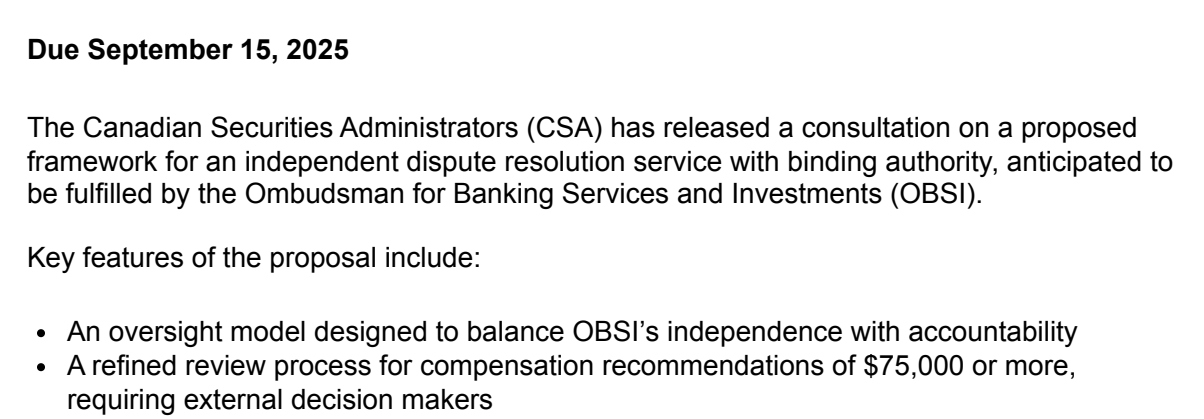 Due September 15, 2025
The Canadian Securities Administrators (CSA) has released a consultation on a proposed
framework for an independent dispute resolution service with binding authority, anticipated to
be fulfilled by the Ombudsman for Banking Services and Investments (OBSI).
Key features of the proposal include:
• An oversight model designed to balance OBSI’s independence with accountability
• A refined review process for compensation recommendations of $75,000 or more,
requiring external decision makers